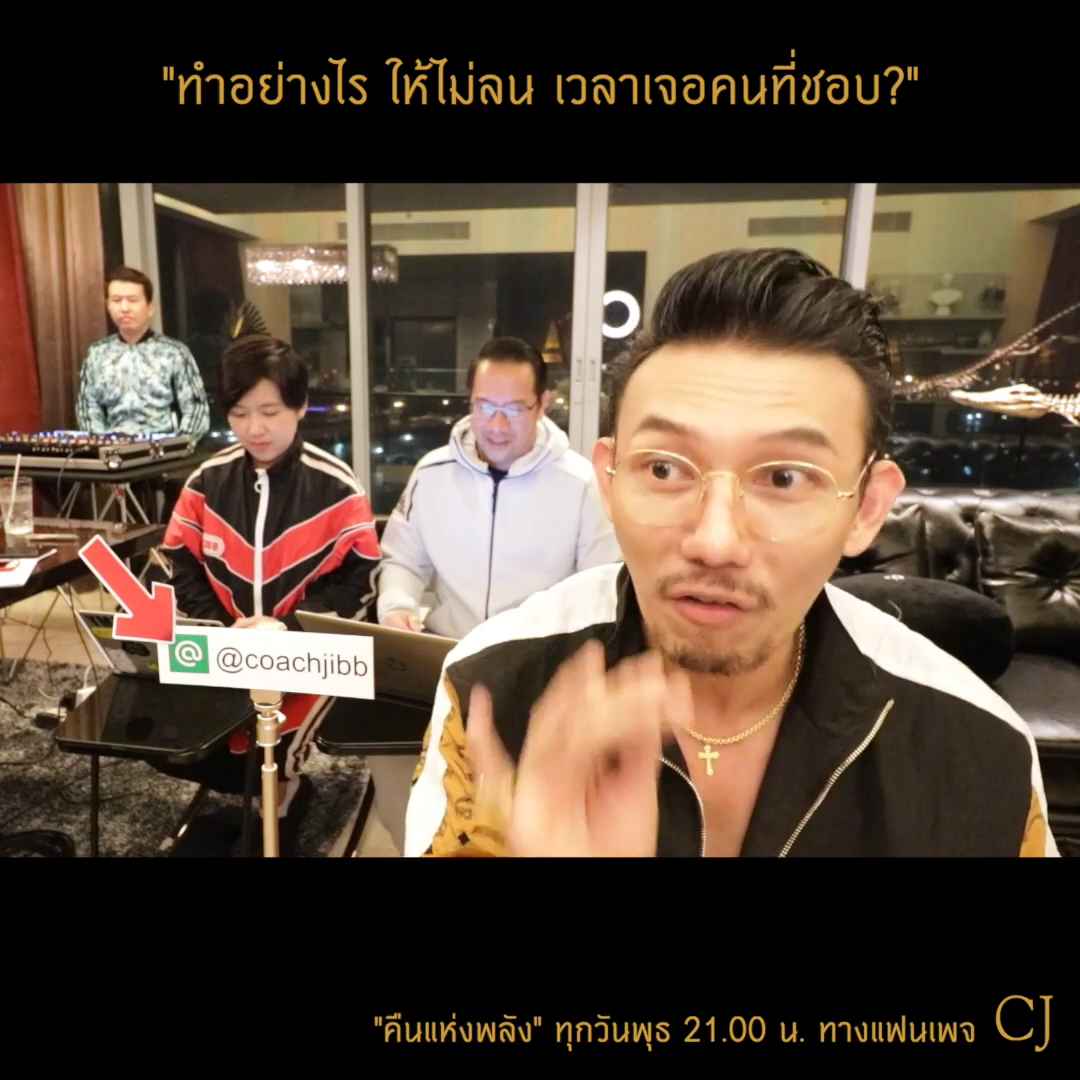 "ทำอย่างไร ให้ไม่ลน เวลาเจอคนที่ชอบ?"
@ @coachjibb
"คืนแห่งพลัง" ทุกวันพุธ 21.00 น. ทางแฟนเพจ CJ